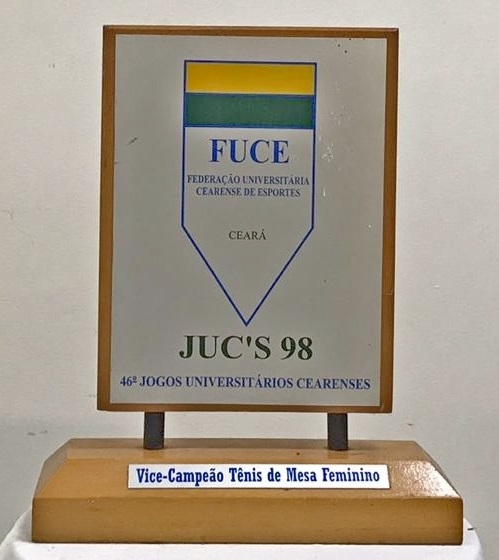 FUCE
FEDERAÇÃO UNIVERSITÁRIA
CEARENSE DE ESPORTES
CEARÁ
JUC'S 98
46º JOGOS UNIVERSITÁRIOS CEARENSES
Vice-Campeão Tênis de Mesa Feminino